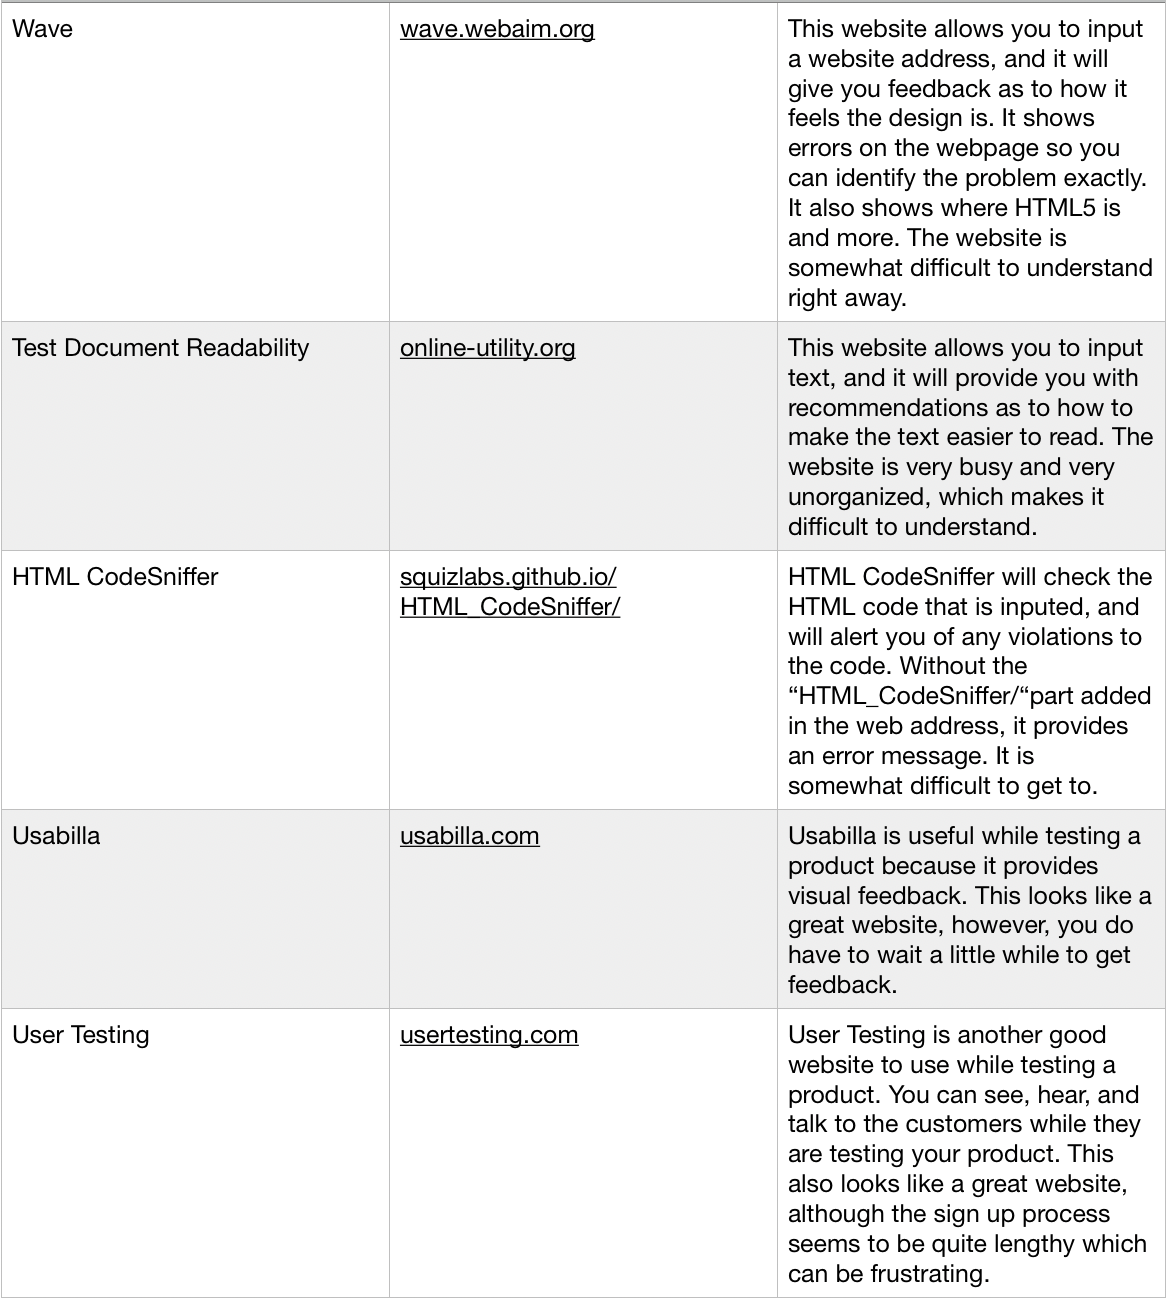 Wave
wave.webaim.org
This website allows you to input
a website address, and it will
give you feedback as to how it
feels the design is. It shows
errors on the webpage so you
can identify the problem exactly.
It also shows where HTML5 is
and more. The website is
somewhat difficult to understand
right away.
Test Document Readability
online-utility.org
This website allows you to input
text, and it will provide you with
recommendations as to how to
make the text easier to read. The
website is very busy and very
unorganized, which makes it
difficult to understand.
HTML CodeSniffer
squizlabs.github.io/
HTML_CodeSniffer/
HTML CodeSniffer will check the
HTML code that is inputed, and
will alert you of any violations to
the code. Without the
“HTML_CodeSniffer/“part added
in the web address, it provides
an error message. It is
somewhat difficult to get to.
Usabilla
usabilla.com
Usabilla is useful while testing a
product because it provides
visual feedback. This looks like a
great website, however, you do
have to wait a little while to get
feedback.
User Testing
usertesting.com
User Testing is another good
website to use while testing a
product. You can see, hear, and
talk to the customers while they
are testing your product. This
also looks like a great website,
although the sign up process
seems to be quite lengthy which
can be frustrating.